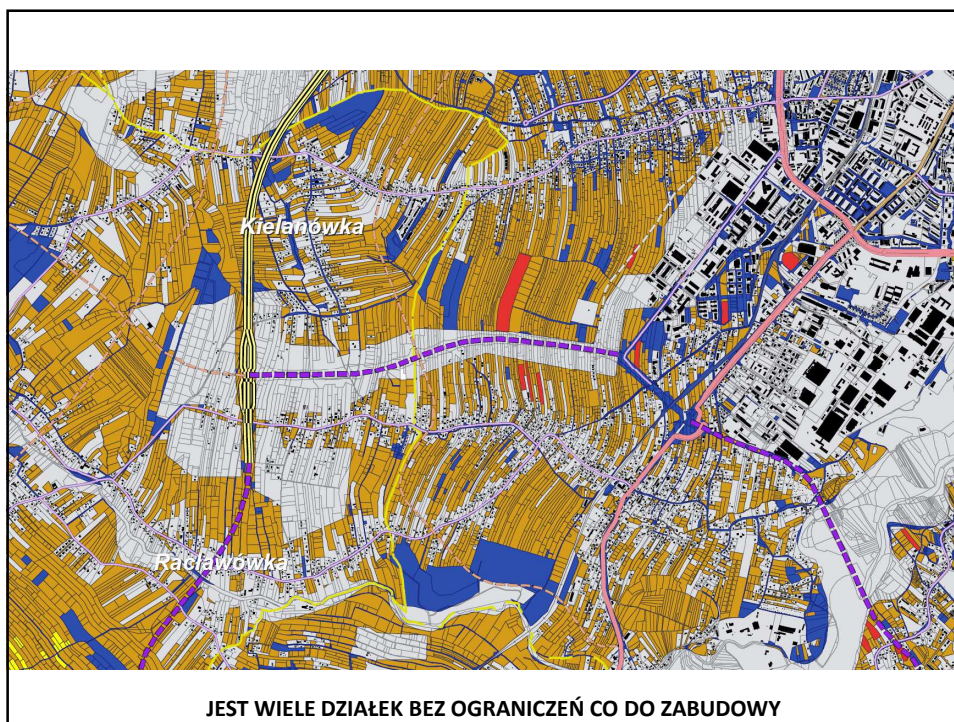 Kielanówka
Racławówka
JEST WIELE DZIAŁEK BEZ OGRANICZEŃ CO DO ZABUDOWY